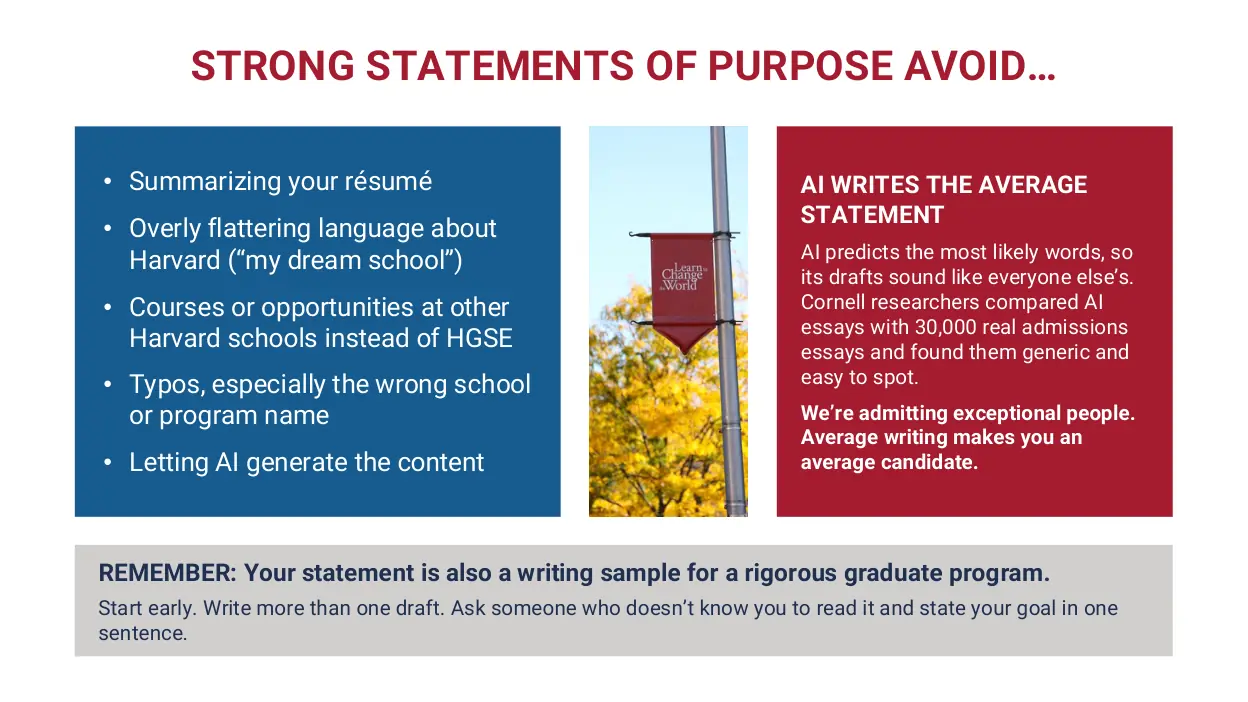 STRONG STATEMENTS OF PURPOSE AVOID…
• Summarizing your résumé
• Overly flattering language about
Harvard (“my dream school”)
• Courses or opportunities at other
Harvard schools instead of HGSE
• Typos, especially the wrong school
or program name
• Letting AI generate the content
Learn to
Change
the World
AI WRITES THE AVERAGE
STATEMENT
AI predicts the most likely words, so
its drafts sound like everyone else’s.
Cornell researchers compared AI
essays with 30,000 real admissions
essays and found them generic and
easy to spot.
We’re admitting exceptional people.
Average writing makes you an
average candidate.
REMEMBER: Your statement is also a writing sample for a rigorous graduate program.
Start early. Write more than one draft. Ask someone who doesn’t know you to read it and state your goal in one
sentence.